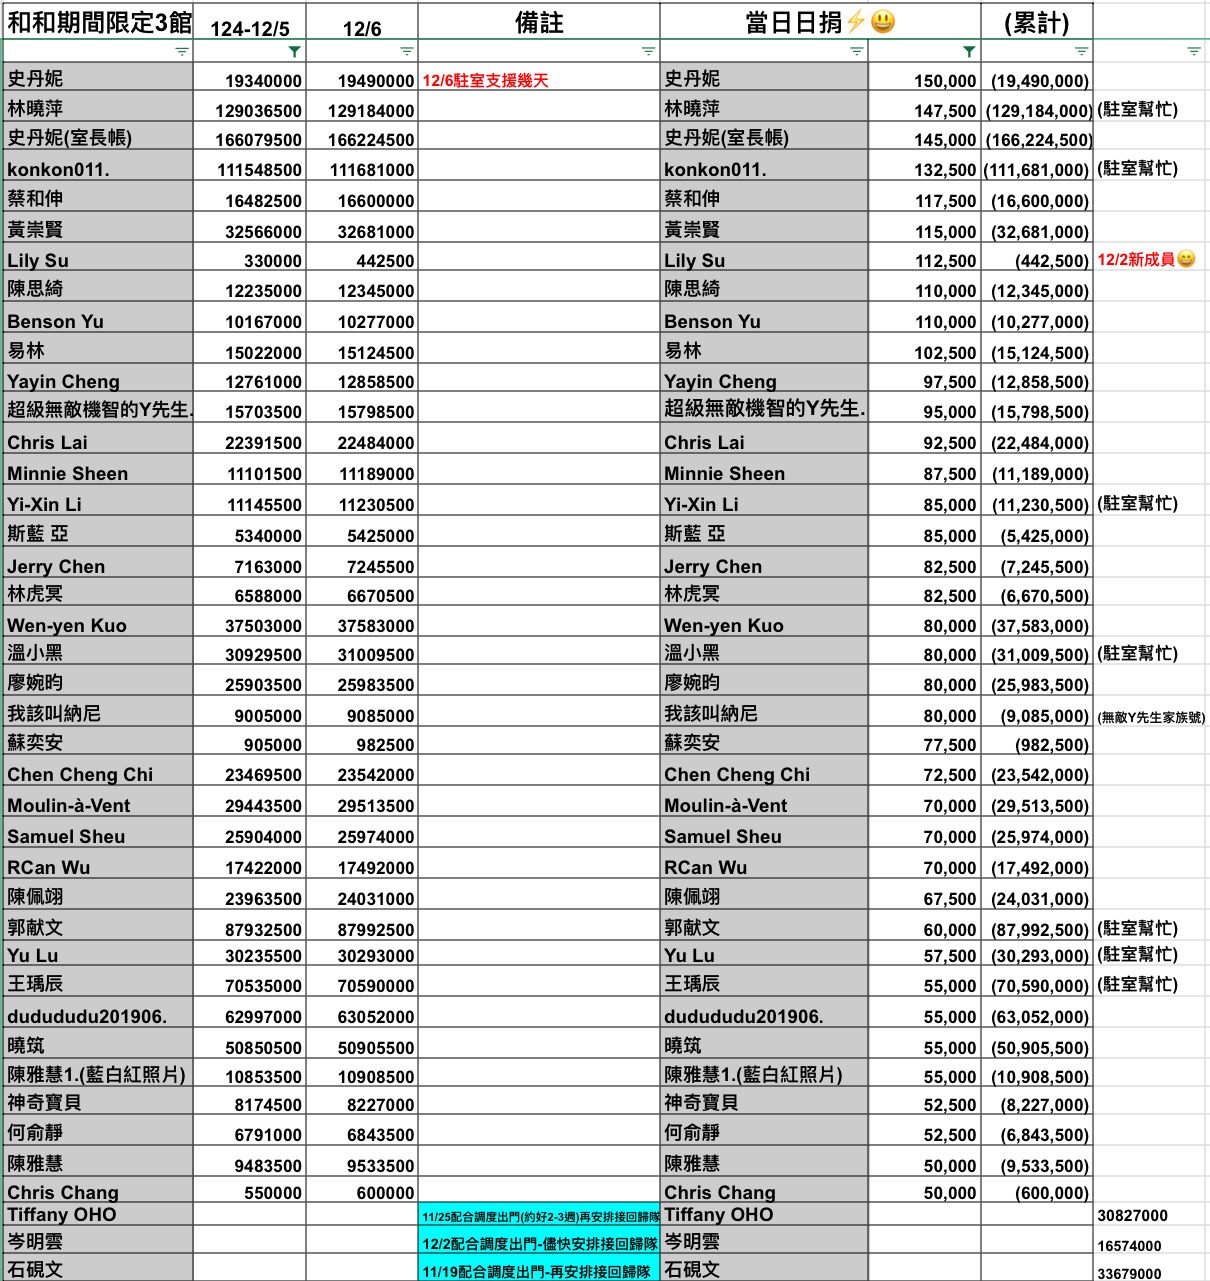 和和期間限定3館 124-12/5 12/6 備註 當日日捐⚡😃 (累計)
史丹妮 19340000 19490000 12/6駐室支援幾天 史丹妮 150,000 (19,490,000)
林曉萍 129036500 129184000 林曉萍 147,500 (129,184,000) (駐室幫忙)
史丹妮(室長帳) 166079500 166224500 史丹妮(室長帳) 145,000 (166,224,500)
konkon011. 111548500 111681000 konkon011. 132,500 (111,681,000) (駐室幫忙)
蔡和伸 16482500 16600000 蔡和伸 117,500 (16,600,000)
黃崇賢 32566000 32681000 黃崇賢 115,000 (32,681,000)
Lily Su 330000 442500 Lily Su 112,500 (442,500) 12/2新成員😄
陳思綺 12235000 12345000 陳思綺 110,000 (12,345,000)
Benson Yu 10167000 10277000 Benson Yu 110,000 (10,277,000)
易林 15022000 15124500 易林 102,500 (15,124,500)
Yayin Cheng 12761000 12858500 Yayin Cheng 97,500 (12,858,500)
超級無敵機智的Y先生. 15703500 15798500 超級無敵機智的Y先生. 95,000 (15,798,500)
Chris Lai 22391500 22484000 Chris Lai 92,500 (22,484,000)
Minnie Sheen 11101500 11189000 Minnie Sheen 87,500 (11,189,000)
Yi-Xin Li 11145500 11230500 Yi-Xin Li 85,000 (11,230,500) (駐室幫忙)
斯藍 亞 5340000 5425000 斯藍 亞 85,000 (5,425,000)
Jerry Chen 7163000 7245500 Jerry Chen 82,500 (7,245,500)
林虎冥 6588000 6670500 林虎冥 82,500 (6,670,500)
Wen-yen Kuo 37503000 37583000 Wen-yen Kuo 80,000 (37,583,000)
溫小黑 30929500 31009500 溫小黑 80,000 (31,009,500) (駐室幫忙)
廖婉昀 25903500 25983500 廖婉昀 80,000 (25,983,500)
我該叫納尼 9005000 9085000 我該叫納尼 80,000 (9,085,000) (無敵Y先生家族號)
蘇奕安 905000 982500 蘇奕安 77,500 (982,500)
Chen Cheng Chi 23469500 23542000 Chen Cheng Chi 72,500 (23,542,000)
Moulin-à-Vent 29443500 29513500 Moulin-à-Vent 70,000 (29,513,500)
Samuel Sheu 25904000 25974000 Samuel Sheu 70,000 (25,974,000)
RCan Wu 17422000 17492000 RCan Wu 70,000 (17,492,000)
陳佩翊 23963500 24031000 陳佩翊 67,500 (24,031,000)
郭献文 87932500 87992500 郭献文 60,000 (87,992,500) (駐室幫忙)
Yu Lu 30235500 30293000 Yu Lu 57,500 (30,293,000) (駐室幫忙)
王瑀辰 70535000 70590000 王瑀辰 55,000 (70,590,000) (駐室幫忙)
dudududu201906. 62997000 63052000 dudududu201906. 55,000 (63,052,000)
曉筑 50850500 50905500 曉筑 55,000 (50,905,500)
陳雅慧1.(藍白紅照片) 10853500 10908500 陳雅慧1.(藍白紅照片) 55,000 (10,908,500)
神奇寶貝 8174500 8227000 神奇寶貝 52,500 (8,227,000)
何俞靜 6791000 6843500 何俞靜 52,500 (6,843,500)
陳雅慧 9483500 9533500 陳雅慧 50,000 (9,533,500)
Chris Chang 550000 600000 Chris Chang 50,000 (600,000)
Tiffany OHO 11/25配合調度出門(約好2-3週)再安排接回歸隊 Tiffany OHO 30827000
岑明雲 12/2配合調度出門-儘快安排接回歸隊 岑明雲 16574000
石硯文 11/19配合調度出門-再安排接回歸隊 石硯文 33679000